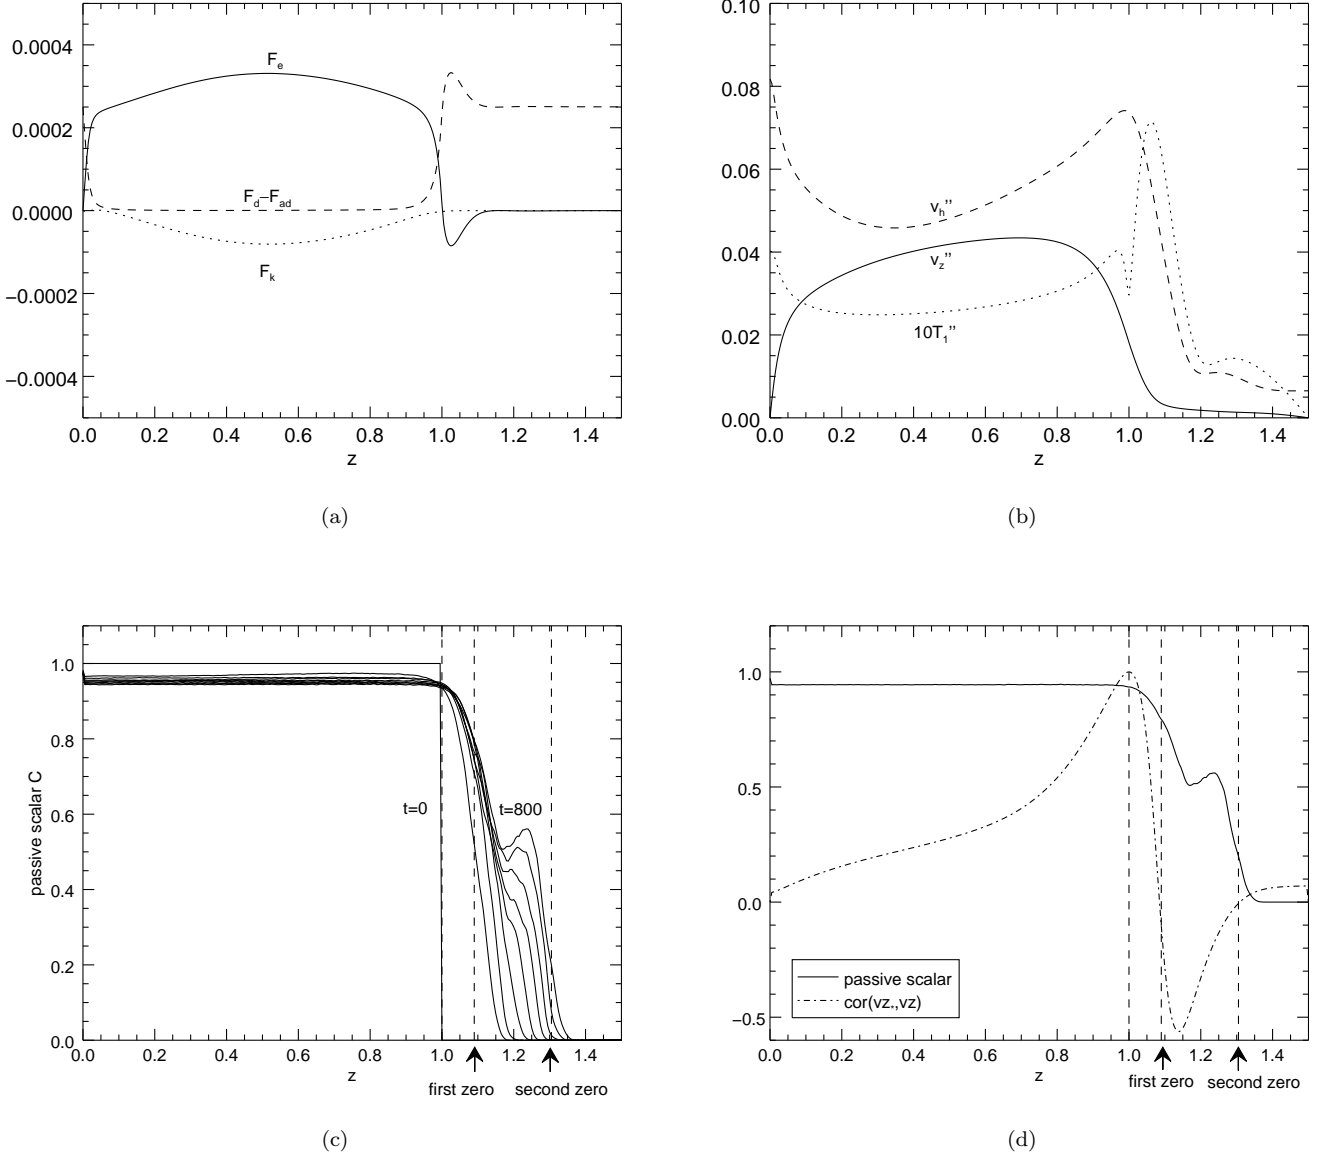 0.0004
0.0002
0.0000
−0.0002
−0.0004
F_e
F_d−F_ad
F_k
0.0 0.2 0.4 0.6 0.8 1.0 1.2 1.4
z
(a)
0.10
0.08
0.06
0.04
0.02
0.00
v_h''
v_z''
10T_1''
0.0 0.2 0.4 0.6 0.8 1.0 1.2 1.4
z
(b)
passive scalar C
1.0
0.8
0.6
0.4
0.2
0.0
t=0
t=800
0.0 0.2 0.4 0.6 0.8 1.0 1.2 1.4
z
first zero
second zero
(c)
1.0
0.5
0.0
−0.5
passive scalar
cor(vz_*,vz)
0.0 0.2 0.4 0.6 0.8 1.0 1.2 1.4
z
first zero
second zero
(d)